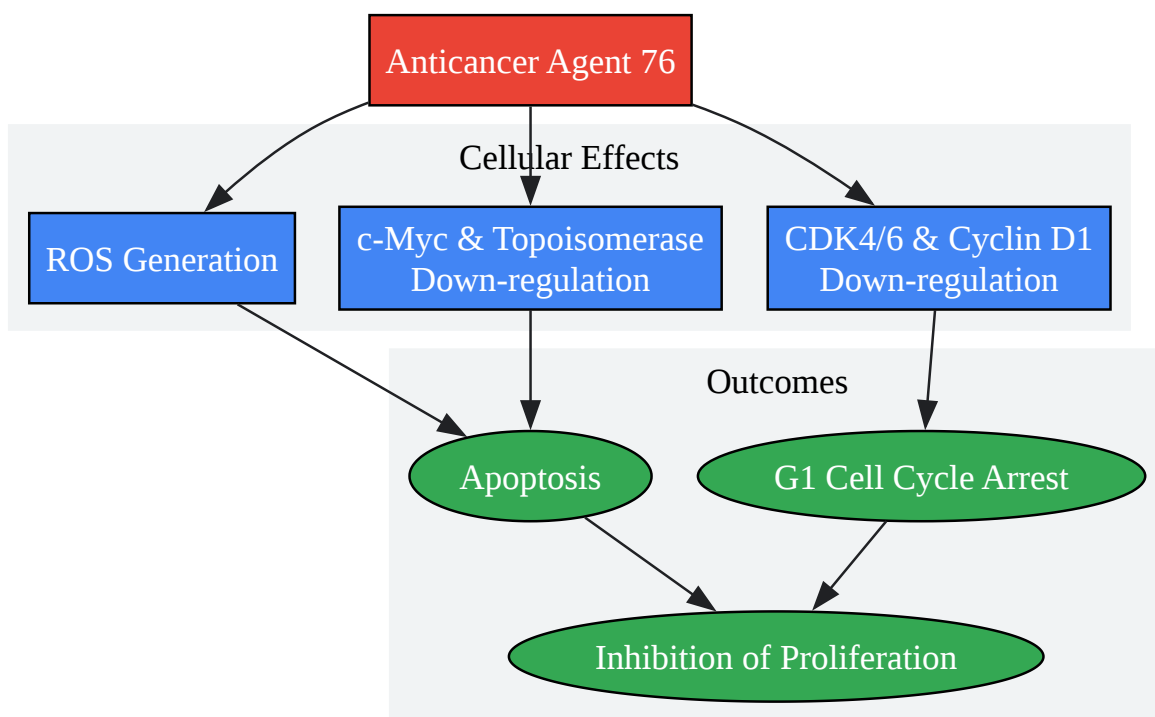 Anticancer Agent 76
Cellular Effects
ROS Generation
c-Myc & Topoisomerase
Down-regulation
CDK4/6 & Cyclin D1
Down-regulation
Outcomes
Apoptosis
G1 Cell Cycle Arrest
Inhibition of Proliferation